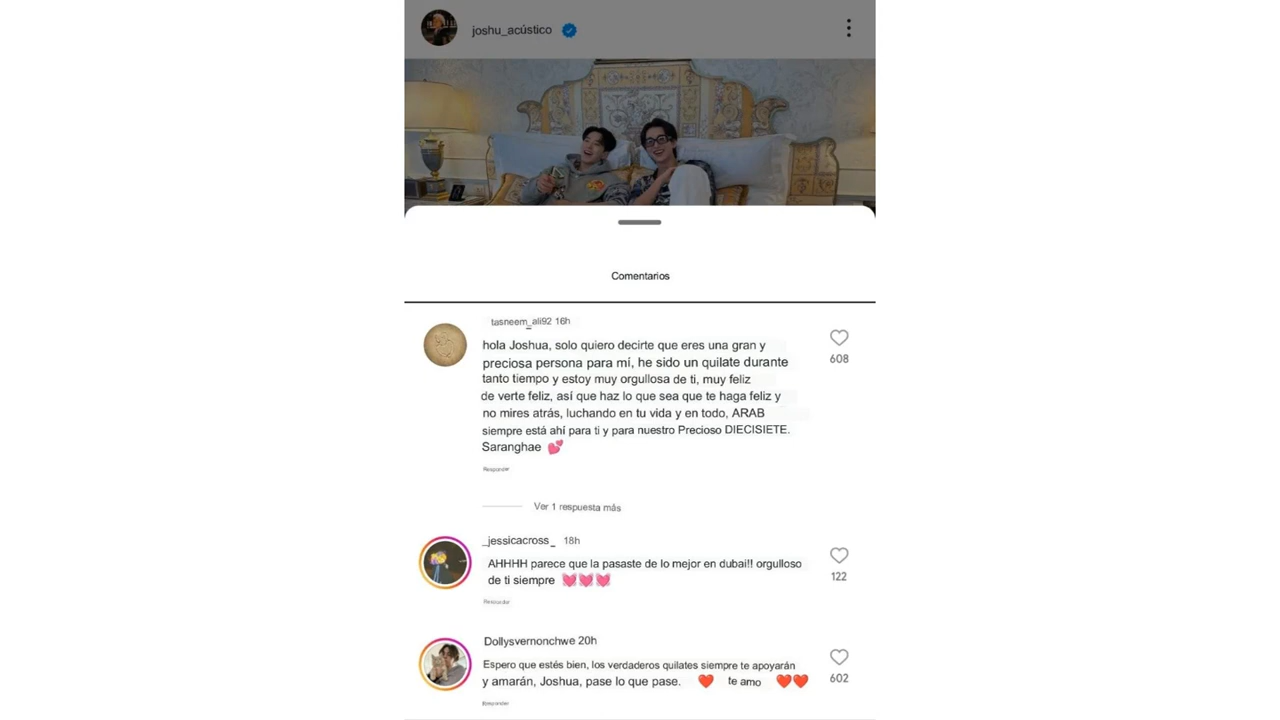 joshu_acústico
Comentarios
tasneem_ali92 16h
hola Joshua, solo quiero decirte que eres una gran y
preciosa persona para mí, he sido un quilate durante
tanto tiempo y estoy muy orgullosa de ti, muy feliz
de verte feliz, así que haz lo que sea que te haga feliz y
no mires atrás, luchando en tu vida y en todo, ARAB
siempre está ahí para ti y para nuestro Precioso DIECISIETE.
Saranghae 💕
608
Responder
Ver 1 respuesta más
_jessicacross_ 18h
AHHHH parece que la pasaste de lo mejor en dubai!! orgulloso
de ti siempre 💓💓💓
122
Responder
Dollysvernonchwe 20h
Espero que estés bien, los verdaderos quilates siempre te apoyarán
y amarán, Joshua, pase lo que pase. ❤️ te amo ❤️❤️
602
Responder